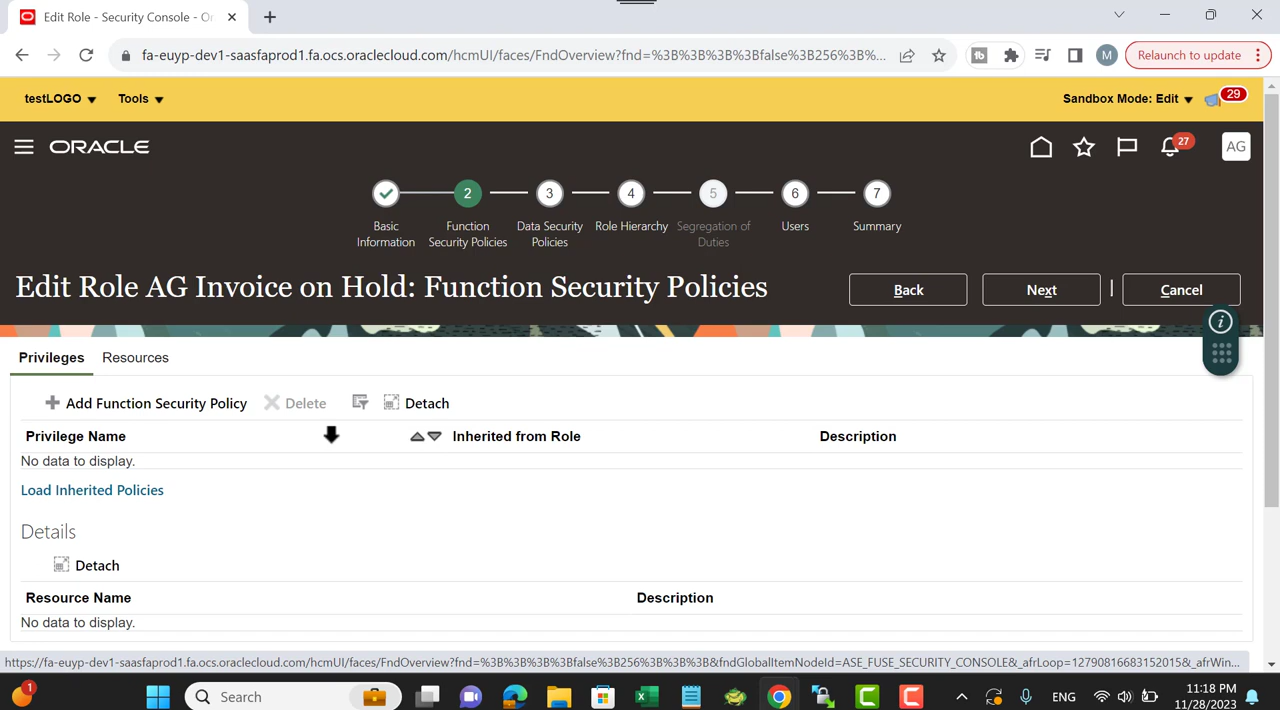 Edit Role - Security Console - Or
fa-euyp-dev1-saasfaprod1.fa.ocs.oraclecloud.com/hcmUI/faces/FndOverview?fnd=%3B%3B%3B%3Bfalse%3B256%3B%...
tb
M
Relaunch to update
testLOGO
Tools
Sandbox Mode: Edit
29
ORACLE
27
AG
2
3
4
5
6
7
Basic Information
Function Security Policies
Data Security Policies
Role Hierarchy
Segregation of Duties
Users
Summary
Edit Role AG Invoice on Hold: Function Security Policies
Back
Next
Cancel
i
Privileges
Resources
Add Function Security Policy
Delete
Detach
Privilege Name
Inherited from Role
Description
No data to display.
Load Inherited Policies
Details
Detach
Resource Name
Description
No data to display.
https://fa-euyp-dev1-saasfaprod1.fa.ocs.oraclecloud.com/hcmUI/faces/FndOverview?fnd=%3B%3B%3B%3Bfalse%3B256%3B%3B%3B&fndGlobalItemNodeId=ASE_FUSE_SECURITY_CONSOLE&_afrLoop=12790816683152015&_afrWin...
1
Search
ENG
11:18 PM
11/28/2023